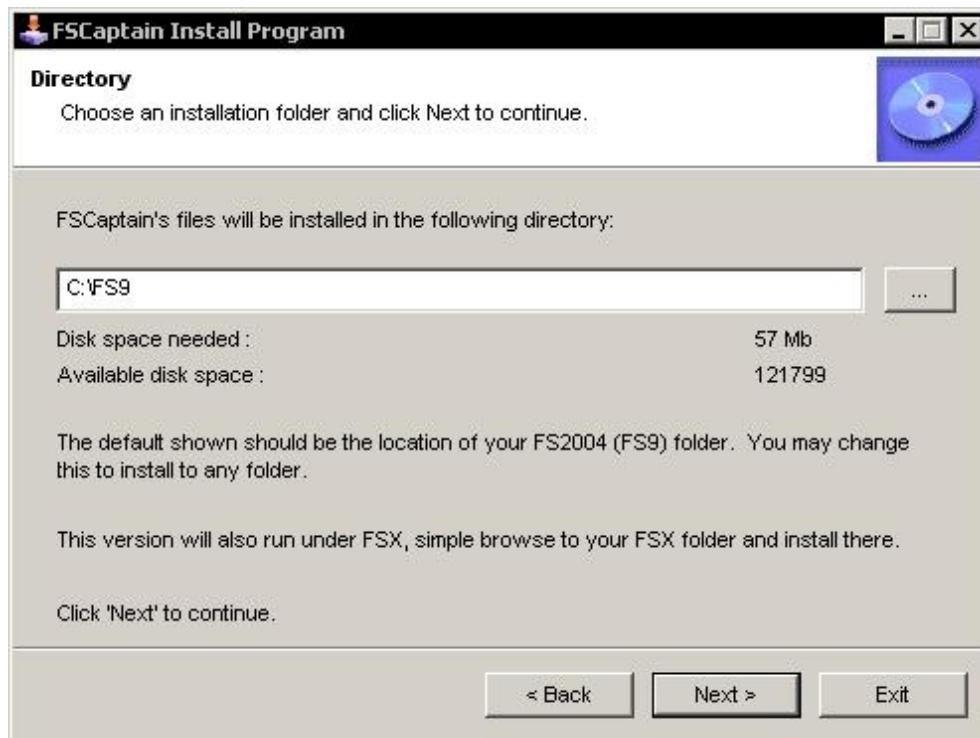 FSCaptain Install Program
Directory
Choose an installation folder and click Next to continue.
FSCaptain's files will be installed in the following directory:
C:\FS9
...
Disk space needed : 57 Mb
Available disk space : 121799
The default shown should be the location of your FS2004 (FS9) folder. You may change
this to install to any folder.
This version will also run under FSX, simple browse to your FSX folder and install there.
Click 'Next' to continue.
< Back Next > Exit